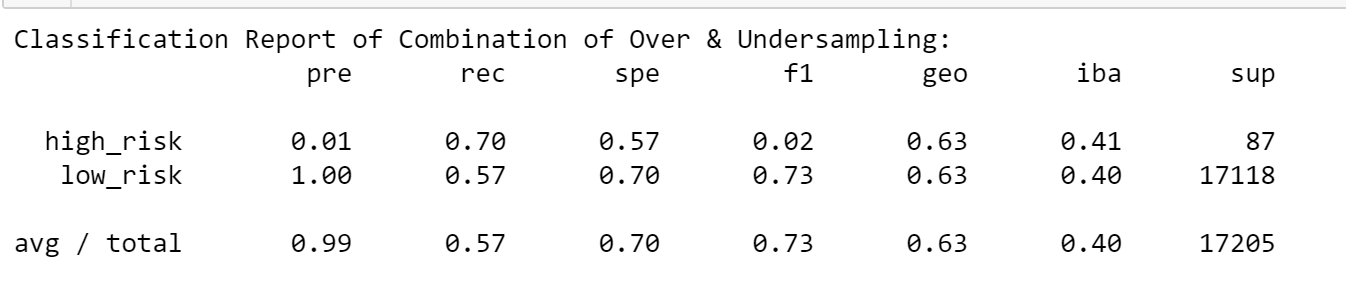 Classification Report of Combination of Over & Undersampling:
pre rec spe f1 geo iba sup
high_risk 0.01 0.70 0.57 0.02 0.63 0.41 87
low_risk 1.00 0.57 0.70 0.73 0.63 0.40 17118
avg / total 0.99 0.57 0.70 0.73 0.63 0.40 17205